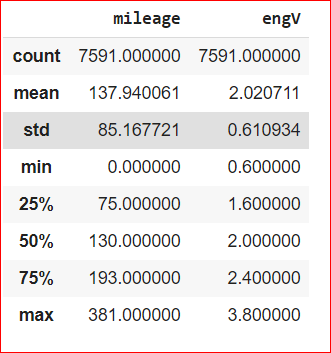 mileage engV
count 7591.000000 7591.000000
mean 137.940061 2.020711
std 85.167721 0.610934
min 0.000000 0.600000
25% 75.000000 1.600000
50% 130.000000 2.000000
75% 193.000000 2.400000
max 381.000000 3.800000